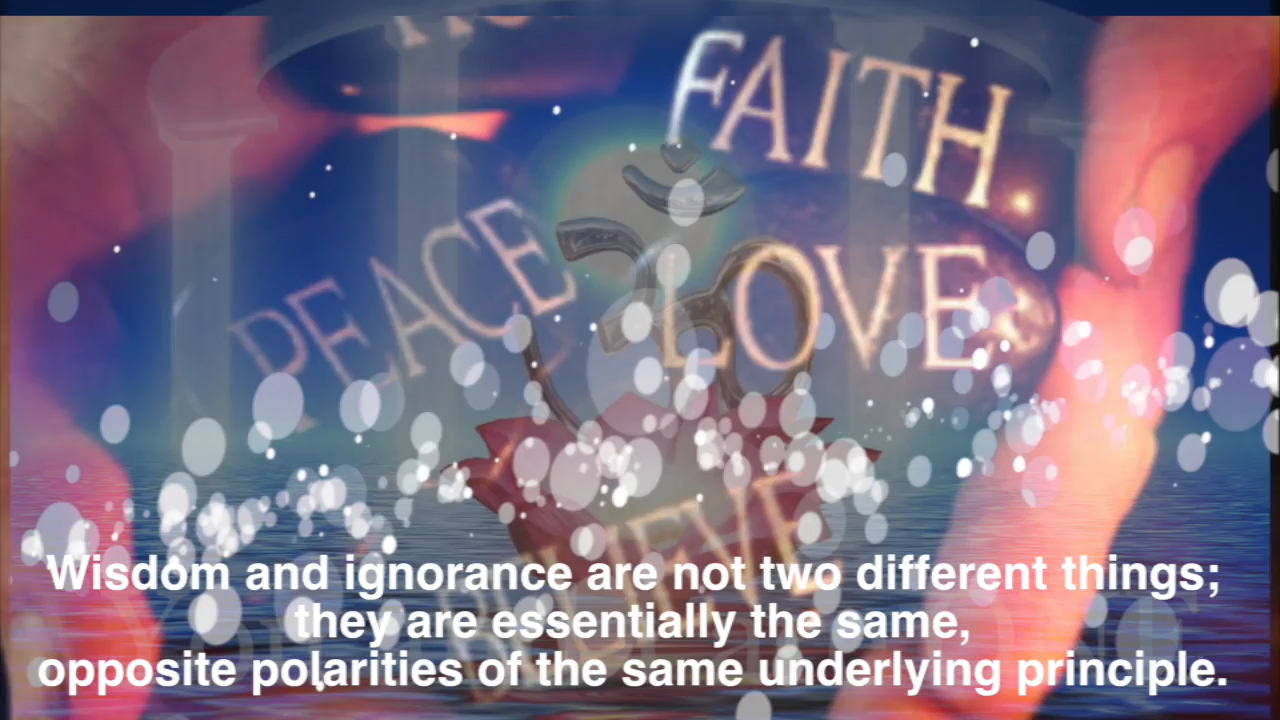 FAITH
PEACE
LOVE
BELIEVE
Wisdom and ignorance are not two different things;
they are essentially the same,
opposite polarities of the same underlying principle.